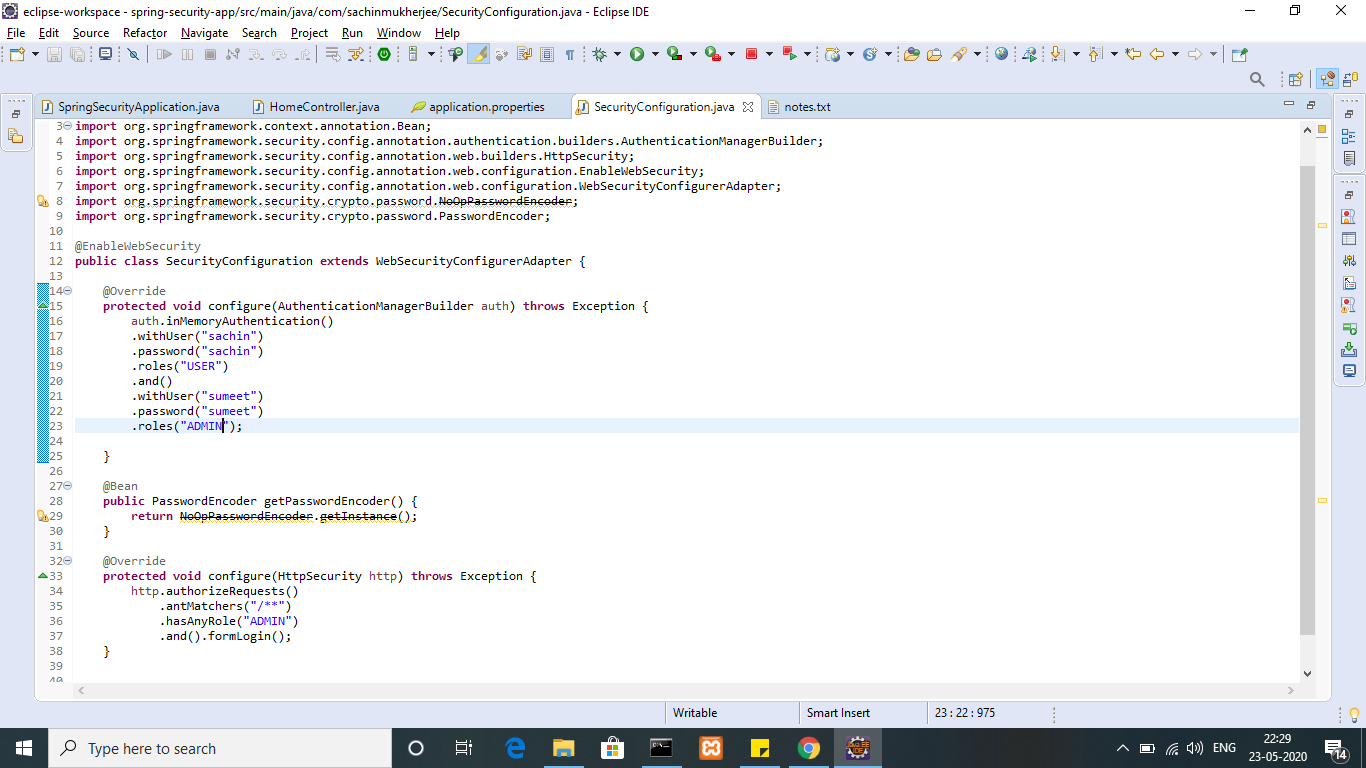 eclipse-workspace - spring-security-app/src/main/java/com/sachinmukherjee/SecurityConfiguration.java - Eclipse IDE
File Edit Source Refactor Navigate Search Project Run Window Help
SpringSecurityApplication.java HomeController.java application.properties SecurityConfiguration.java notes.txt
3 import org.springframework.context.annotation.Bean;
4 import org.springframework.security.config.annotation.authentication.builders.AuthenticationManagerBuilder;
5 import org.springframework.security.config.annotation.web.builders.HttpSecurity;
6 import org.springframework.security.config.annotation.web.configuration.EnableWebSecurity;
7 import org.springframework.security.config.annotation.web.configuration.WebSecurityConfigurerAdapter;
8 import org.springframework.security.crypto.password.NoOpPasswordEncoder;
9 import org.springframework.security.crypto.password.PasswordEncoder;
10
11 @EnableWebSecurity
12 public class SecurityConfiguration extends WebSecurityConfigurerAdapter {
13
14 @Override
15 protected void configure(AuthenticationManagerBuilder auth) throws Exception {
16 auth.inMemoryAuthentication()
17 .withUser("sachin")
18 .password("sachin")
19 .roles("USER")
20 .and()
21 .withUser("sumeet")
22 .password("sumeet")
23 .roles("ADMIN");
24
25 }
26
27 @Bean
28 public PasswordEncoder getPasswordEncoder() {
29 return NoOpPasswordEncoder.getInstance();
30 }
31
32 @Override
33 protected void configure(HttpSecurity http) throws Exception {
34 http.authorizeRequests()
35 .antMatchers("/**")
36 .hasAnyRole("ADMIN")
37 .and().formLogin();
38 }
39
40
Writable Smart Insert 23 : 22 : 975
Type here to search
ENG
22:29
23-05-2020
14